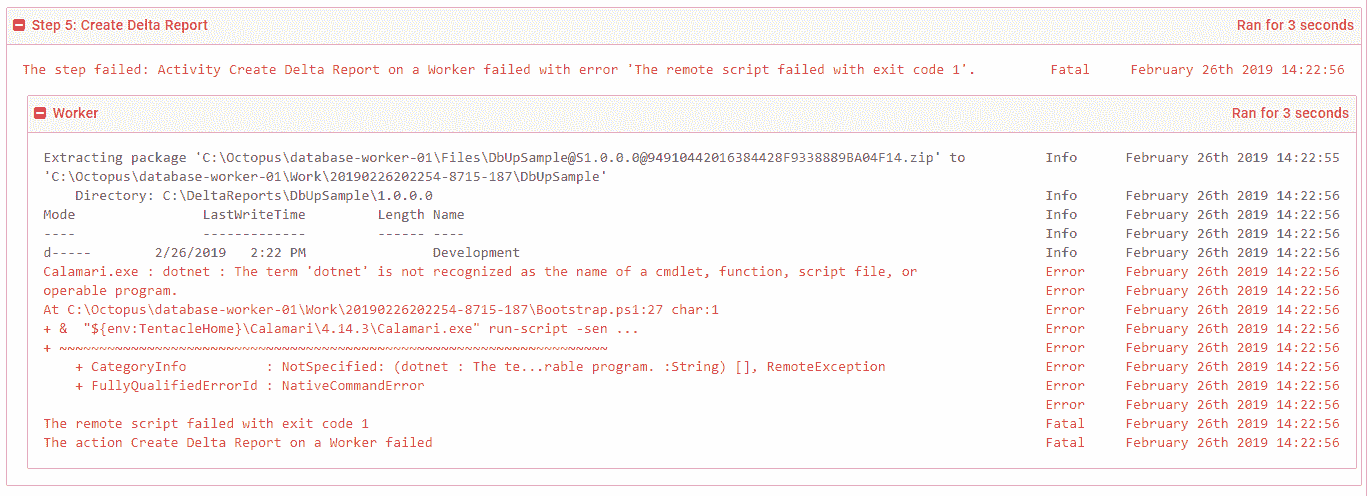 Step 5: Create Delta Report Ran for 3 seconds
The step failed: Activity Create Delta Report on a Worker failed with error 'The remote script failed with exit code 1'. Fatal February 26th 2019 14:22:56
Worker Ran for 3 seconds
Extracting package 'C:\Octopus\database-worker-01\Files\DbUpSample@S1.0.0.0@94910442016384428F9338889BA04F14.zip' to Info February 26th 2019 14:22:55
'C:\Octopus\database-worker-01\Work\20190226202254-8715-187\DbUpSample'
Directory: C:\DeltaReports\DbUpSample\1.0.0.0 Info February 26th 2019 14:22:56
Mode LastWriteTime Length Name Info February 26th 2019 14:22:56
---- ------------- ------ ---- Info February 26th 2019 14:22:56
d----- 2/26/2019 2:22 PM Development Info February 26th 2019 14:22:56
Calamari.exe : dotnet : The term 'dotnet' is not recognized as the name of a cmdlet, function, script file, or Error February 26th 2019 14:22:56
operable program. Error February 26th 2019 14:22:56
At C:\Octopus\database-worker-01\Work\20190226202254-8715-187\Bootstrap.ps1:27 char:1 Error February 26th 2019 14:22:56
+ & "${env:TentacleHome}\Calamari\4.14.3\Calamari.exe" run-script -sen ... Error February 26th 2019 14:22:56
+ ~~~~~~~~~~~~~~~~~~~~~~~~~~~~~~~~~~~~~~~~~~~~~~~~~~~~~~~~~~~~~~~~~~~~~~ Error February 26th 2019 14:22:56
+ CategoryInfo : NotSpecified: (dotnet : The te...rable program. :String) [], RemoteException Error February 26th 2019 14:22:56
+ FullyQualifiedErrorId : NativeCommandError Error February 26th 2019 14:22:56
Error February 26th 2019 14:22:56
The remote script failed with exit code 1 Fatal February 26th 2019 14:22:56
The action Create Delta Report on a Worker failed Fatal February 26th 2019 14:22:56